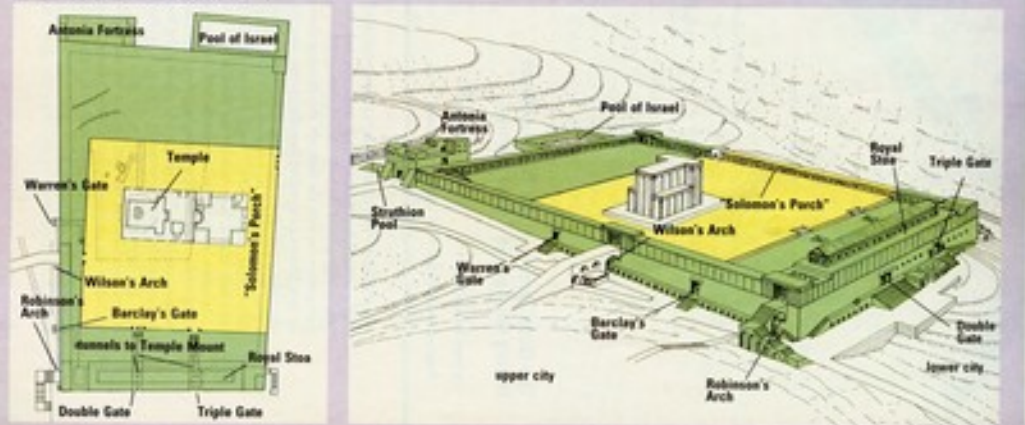 Antonia Fortress
Pool of Israel
Temple
Warren's Gate
"Solomon's Porch"
Wilson's Arch
Robinson's
Arch
Barclay's Gate
tunnels to Temple Mount
Royal Stoa
Double Gate
Triple Gate
Antonia
Fortress
Pool of Israel
Royal
Stoa
Triple Gate
Struthion
Pool
"Solomon's Porch"
Wilson's Arch
Warren's
Gate
Barclay's
Gate
Double
Gate
upper city
lower city
Robinson's
Arch